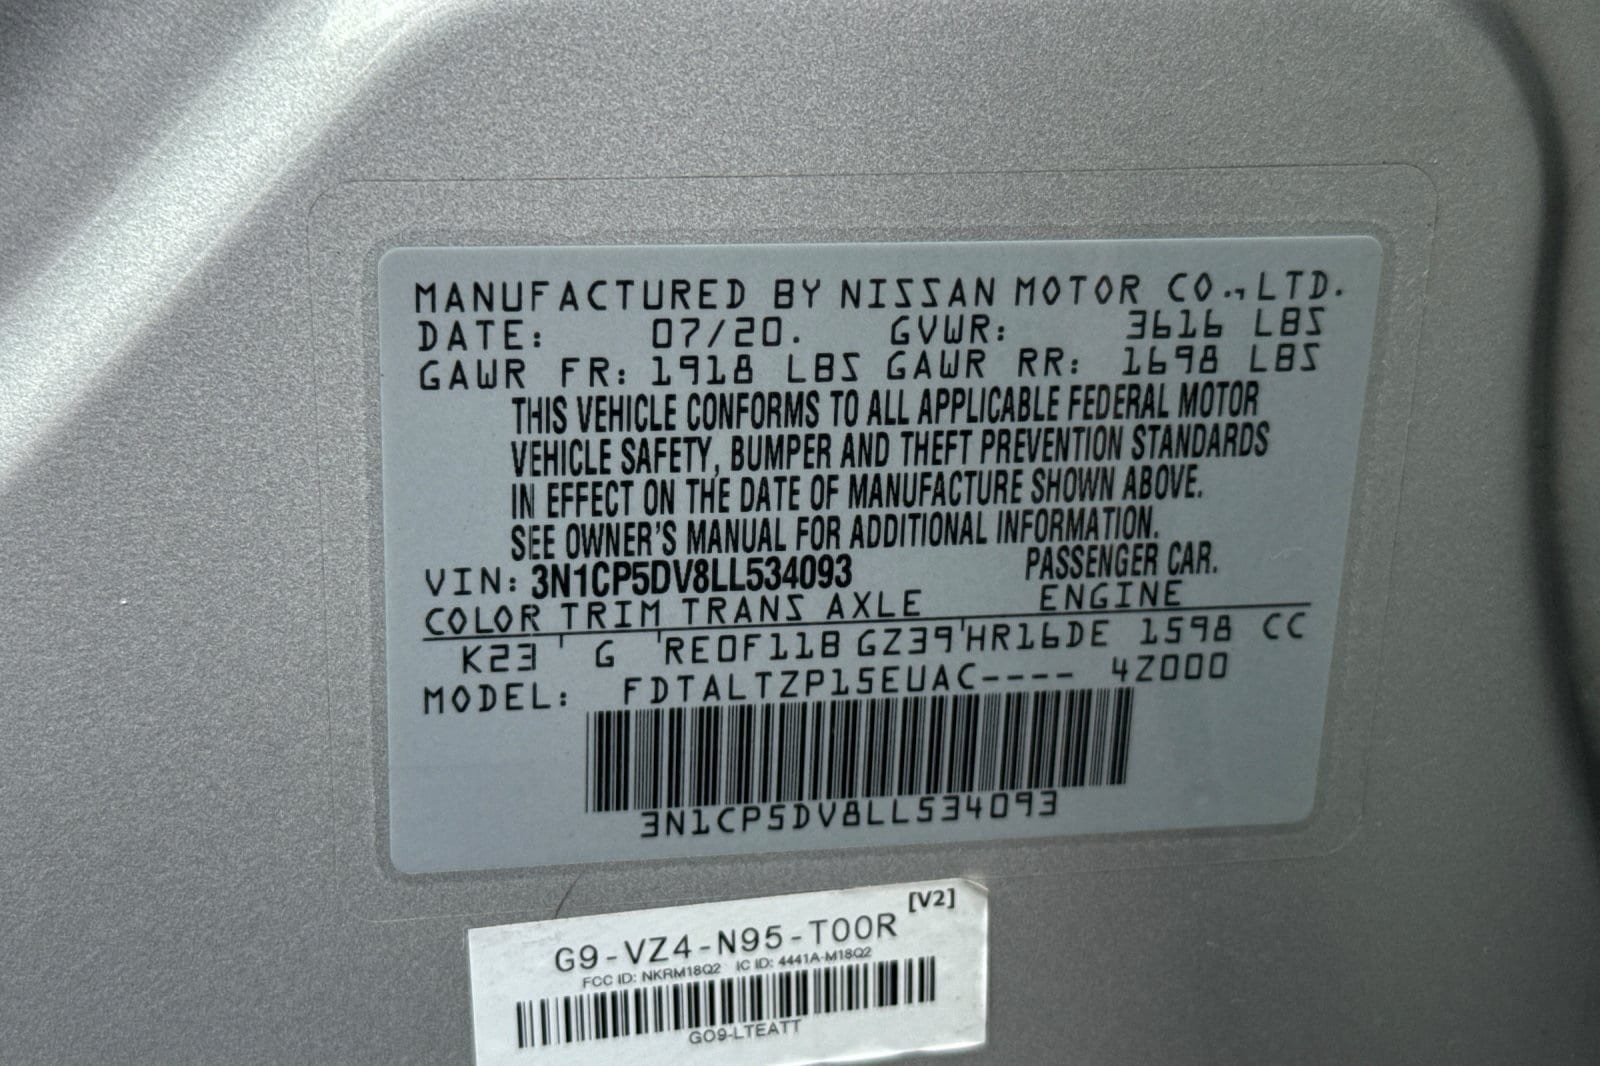 MANUFACTURED BY NISSAN MOTOR CO., LTD.
DATE: 07/20. GVWR: 3616 LBS
GAWR FR: 1918 LBS GAWR RR: 1698 LBS
THIS VEHICLE CONFORMS TO ALL APPLICABLE FEDERAL MOTOR
VEHICLE SAFETY, BUMPER AND THEFT PREVENTION STANDARDS
IN EFFECT ON THE DATE OF MANUFACTURE SHOWN ABOVE.
SEE OWNER'S MANUAL FOR ADDITIONAL INFORMATION.
VIN: 3N1CP5DV8LL534093 PASSENGER CAR.
COLOR TRIM TRANS AXLE ENGINE
K23 G RE0F11B GZ39 HR16DE 1598 CC
MODEL: FDTALTZP15EUAC---- 4Z000
3N1CP5DV8LL534093
[V2]
G9-VZ4-N95-T00R
FCC ID: NKRM18Q2 IC ID: 4441A-M18Q2
GO9-LTEATT